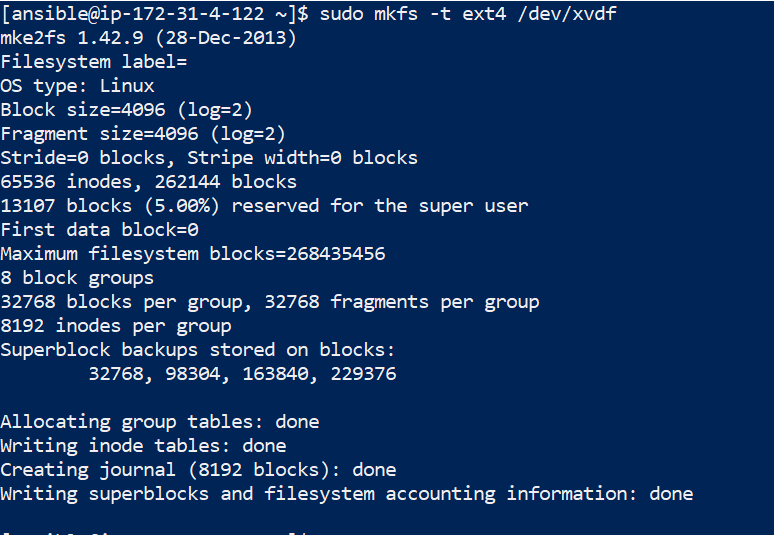 [ansible@ip-172-31-4-122 ~]$ sudo mkfs -t ext4 /dev/xvdf
mke2fs 1.42.9 (28-Dec-2013)
Filesystem label=
OS type: Linux
Block size=4096 (log=2)
Fragment size=4096 (log=2)
Stride=0 blocks, Stripe width=0 blocks
65536 inodes, 262144 blocks
13107 blocks (5.00%) reserved for the super user
First data block=0
Maximum filesystem blocks=268435456
8 block groups
32768 blocks per group, 32768 fragments per group
8192 inodes per group
Superblock backups stored on blocks:
32768, 98304, 163840, 229376
Allocating group tables: done
Writing inode tables: done
Creating journal (8192 blocks): done
Writing superblocks and filesystem accounting information: done